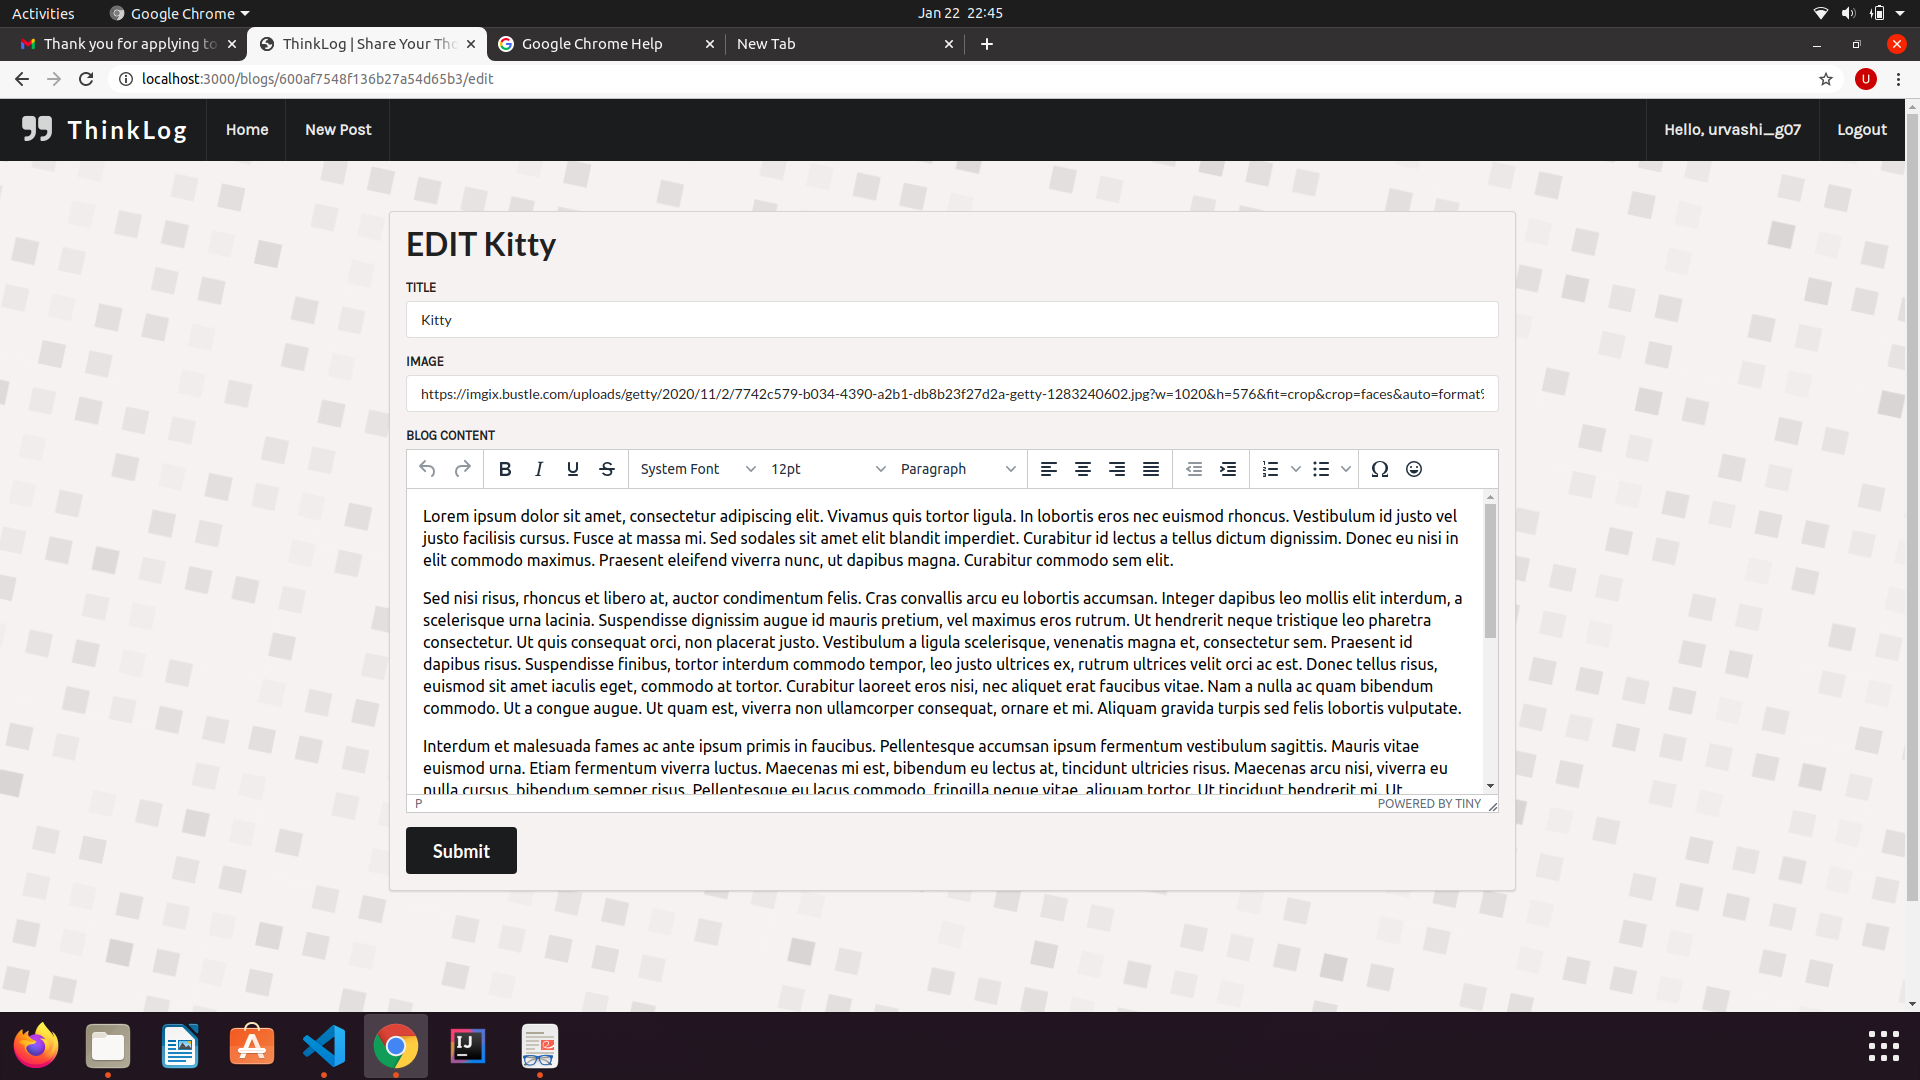 Activities
Google Chrome
Jan 22 22:45
Thank you for applying to
ThinkLog | Share Your Tho
Google Chrome Help
New Tab
localhost:3000/blogs/600af7548f136b27a54d65b3/edit
U
ThinkLog
Home
New Post
Hello, urvashi_g07
Logout
EDIT Kitty
TITLE
Kitty
IMAGE
https://imgix.bustle.com/uploads/getty/2020/11/2/7742c579-b034-4390-a2b1-db8b23f27d2a-getty-1283240602.jpg?w=1020&h=576&fit=crop&crop=faces&auto=format%
BLOG CONTENT
B I U S System Font 12pt Paragraph
Lorem ipsum dolor sit amet, consectetur adipiscing elit. Vivamus quis tortor ligula. In lobortis eros nec euismod rhoncus. Vestibulum id justo vel
justo facilisis cursus. Fusce at massa mi. Sed sodales sit amet elit blandit imperdiet. Curabitur id lectus a tellus dictum dignissim. Donec eu nisi in
elit commodo maximus. Praesent eleifend viverra nunc, ut dapibus magna. Curabitur commodo sem elit.
Sed nisi risus, rhoncus et libero at, auctor condimentum felis. Cras convallis arcu eu lobortis accumsan. Integer dapibus leo mollis elit interdum, a
scelerisque urna lacinia. Suspendisse dignissim augue id mauris pretium, vel maximus eros rutrum. Ut hendrerit neque tristique leo pharetra
consectetur. Ut quis consequat orci, non placerat justo. Vestibulum a ligula scelerisque, venenatis magna et, consectetur sem. Praesent id
dapibus risus. Suspendisse finibus, tortor interdum commodo tempor, leo justo ultrices ex, rutrum ultrices velit orci ac est. Donec tellus risus,
euismod sit amet iaculis eget, commodo at tortor. Curabitur laoreet eros nisi, nec aliquet erat faucibus vitae. Nam a nulla ac quam bibendum
commodo. Ut a congue augue. Ut quam est, viverra non ullamcorper consequat, ornare et mi. Aliquam gravida turpis sed felis lobortis vulputate.
Interdum et malesuada fames ac ante ipsum primis in faucibus. Pellentesque accumsan ipsum fermentum vestibulum sagittis. Mauris vitae
euismod urna. Etiam fermentum viverra luctus. Maecenas mi est, bibendum eu lectus at, tincidunt ultricies risus. Maecenas arcu nisi, viverra eu
nulla cursus, bibendum semper risus. Pellentesque eu lacus commodo, fringilla neque vitae, aliquam tortor. Ut tincidunt hendrerit mi. Ut
P
POWERED BY TINY
Submit
IJ